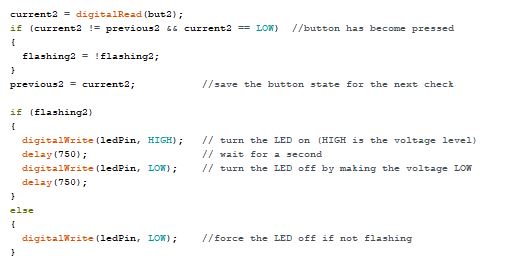 current2 = digitalRead(but2);
if (current2 != previous2 && current2 == LOW)  //button has become pressed
{
  flashing2 = !flashing2;
}
previous2 = current2;           //save the button state for the next check

if (flashing2)
{
  digitalWrite(ledPin, HIGH);   // turn the LED on (HIGH is the voltage level)
  delay(750);                   // wait for a second
  digitalWrite(ledPin, LOW);    // turn the LED off by making the voltage LOW
  delay(750);
}
else
{
  digitalWrite(ledPin, LOW);    //force the LED off if not flashing
}